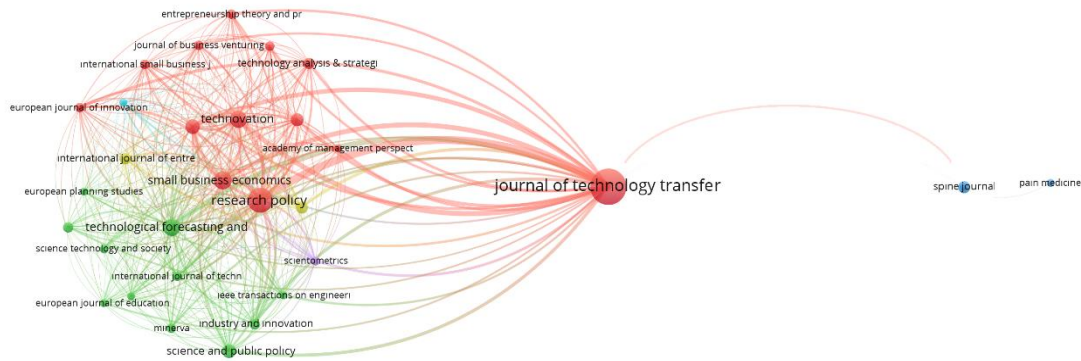 entrepreneurship theory and pr
journal of business venturing
international small business j
technology analysis & strategi
european journal of innovation
technovation
academy of management perspect
international journal of entre
small business economics
european planning studies
research policy
journal of technology transfer
spine journal
pain medicine
technological forecasting and
science technology and society
scientometrics
international journal of techn
european journal of education
ieee transactions on engineeri
minerva
industry and innovation
science and public policy